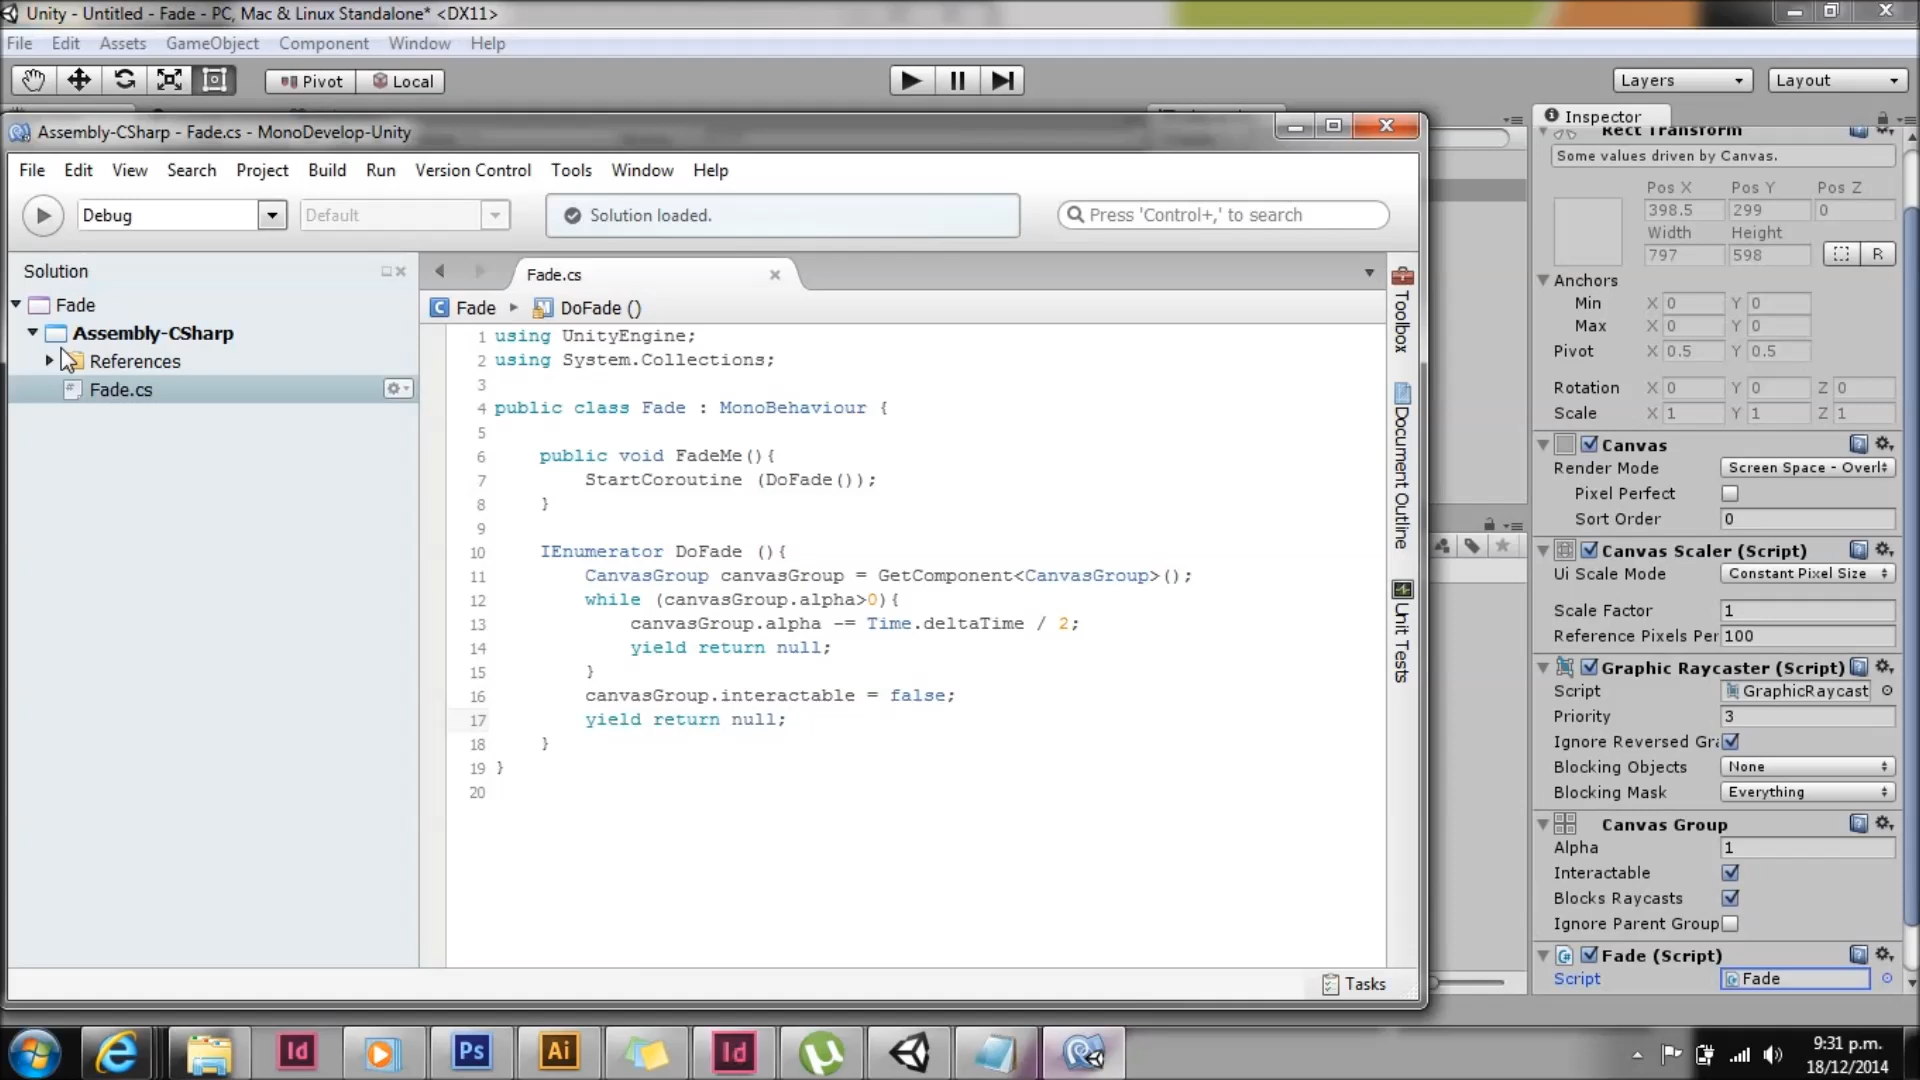 Unity - Untitled - Fade - PC, Mac & Linux Standalone* <DX11>
File Edit Assets GameObject Component Window Help
Pivot Local Layers Layout
Assembly-CSharp - Fade.cs - MonoDevelop-Unity
File Edit View Search Project Build Run Version Control Tools Window Help
Debug Default Solution loaded. Press 'Control+,' to search
Solution
Fade
Assembly-CSharp
References
Fade.cs
Fade.cs
Fade DoFade ()
1 using UnityEngine;
2 using System.Collections;
3
4 public class Fade : MonoBehaviour {
5
6 public void FadeMe(){
7 StartCoroutine (DoFade());
8 }
9
10 IEnumerator DoFade (){
11 CanvasGroup canvasGroup = GetComponent<CanvasGroup>();
12 while (canvasGroup.alpha>0){
13 canvasGroup.alpha -= Time.deltaTime / 2;
14 yield return null;
15 }
16 canvasGroup.interactable = false;
17 yield return null;
18 }
19 }
20
Toolbox
Document Outline
Unit Tests
Tasks
Inspector
Rect Transform
Some values driven by Canvas.
Pos X Pos Y Pos Z
398.5 299 0
Width Height
797 598 R
Anchors
Min X 0 Y 0
Max X 0 Y 0
Pivot X 0.5 Y 0.5
Rotation X 0 Y 0 Z 0
Scale X 1 Y 1 Z 1
Canvas
Render Mode Screen Space - Overl
Pixel Perfect
Sort Order 0
Canvas Scaler (Script)
Ui Scale Mode Constant Pixel Size
Scale Factor 1
Reference Pixels Per 100
Graphic Raycaster (Script)
Script GraphicRaycast
Priority 3
Ignore Reversed Gra
Blocking Objects None
Blocking Mask Everything
Canvas Group
Alpha 1
Interactable
Blocks Raycasts
Ignore Parent Group
Fade (Script)
Script Fade
Id Ps Ai Id
9:31 p.m.
18/12/2014